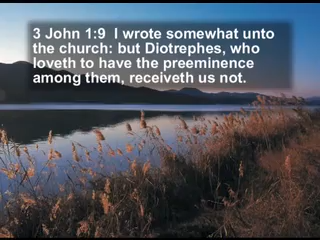 3 John 1:9  I wrote somewhat unto
the church: but Diotrephes, who
loveth to have the preeminence
among them, receiveth us not.